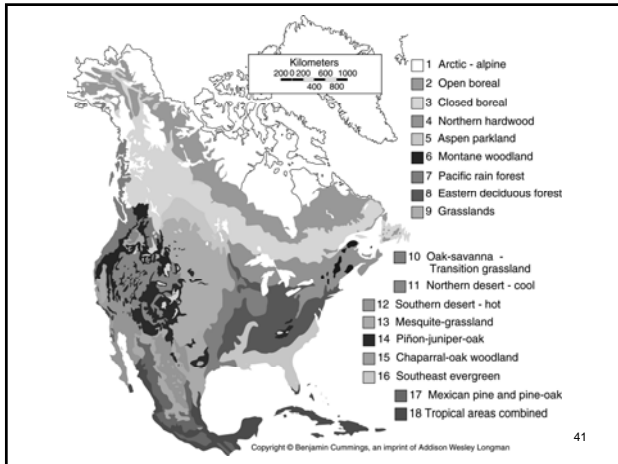 Kilometers
200 0 200 600 1000
400 800
1 Arctic - alpine
2 Open boreal
3 Closed boreal
4 Northern hardwood
5 Aspen parkland
6 Montane woodland
7 Pacific rain forest
8 Eastern deciduous forest
9 Grasslands
10 Oak-savanna -
Transition grassland
11 Northern desert - cool
12 Southern desert - hot
13 Mesquite-grassland
14 Piñon-juniper-oak
15 Chaparral-oak woodland
16 Southeast evergreen
17 Mexican pine and pine-oak
18 Tropical areas combined
Copyright © Benjamin Cummings, an imprint of Addison Wesley Longman
41